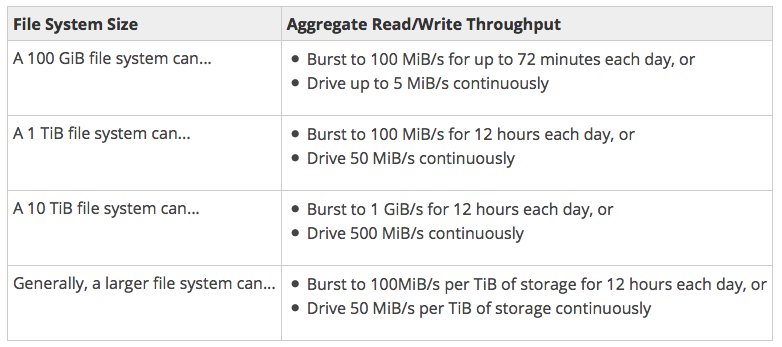 File System Size Aggregate Read/Write Throughput
A 100 GiB file system can... • Burst to 100 MiB/s for up to 72 minutes each day, or
• Drive up to 5 MiB/s continuously
A 1 TiB file system can... • Burst to 100 MiB/s for 12 hours each day, or
• Drive 50 MiB/s continuously
A 10 TiB file system can... • Burst to 1 GiB/s for 12 hours each day, or
• Drive 500 MiB/s continuously
Generally, a larger file system can... • Burst to 100MiB/s per TiB of storage for 12 hours each day, or
• Drive 50 MiB/s per TiB of storage continuously